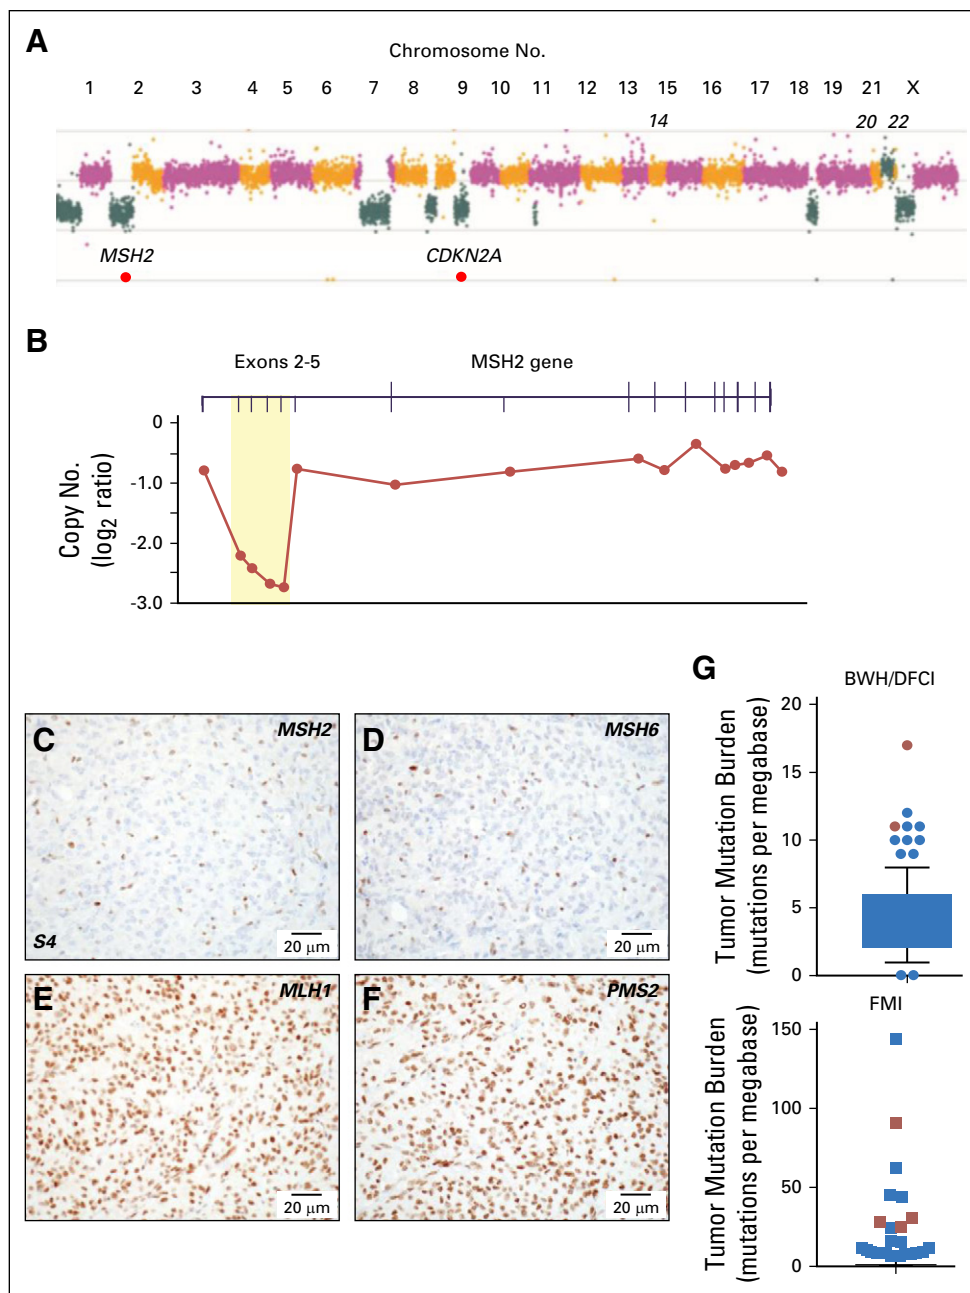 A
Chromosome No.
1 2 3 4 5 6 7 8 9 10 11 12 13 15 16 17 18 19 21 X
14 20 22
MSH2 CDKN2A
B
Exons 2-5 MSH2 gene
0
-1.0
-2.0
-3.0
Copy No.
(log2 ratio)
C MSH2
S4 20 μm
D MSH6
20 μm
E MLH1
20 μm
F PMS2
20 μm
G
BWH/DFCI
Tumor Mutation Burden
(mutations per megabase)
20
15
10
5
0
FMI
Tumor Mutation Burden
(mutations per megabase)
150
100
50
0